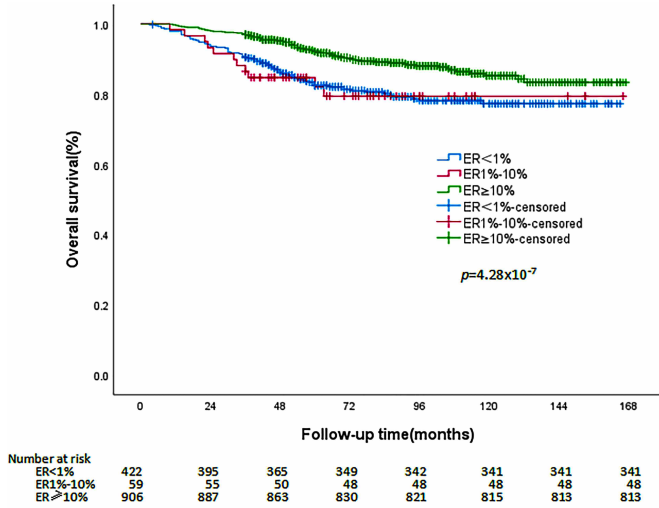 1.0
0.8
0.6
0.4
0.2
0.0
Overall survival(%)
ER<1%
ER1%-10%
ER≥10%
ER<1%-censored
ER1%-10%-censored
ER≥10%-censored
p=4.28x10-7
0 24 48 72 96 120 144 168
Follow-up time(months)
Number at risk
ER<1% 422 395 365 349 342 341 341 341
ER1%-10% 59 55 50 48 48 48 48 48
ER⩾10% 906 887 863 830 821 815 813 813